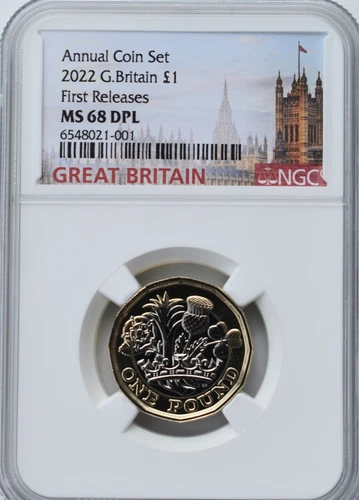 Annual Coin Set
2022 G.Britain £1
First Releases
MS 68 DPL
6548021-001
GREAT BRITAIN
NGC
ONE POUND